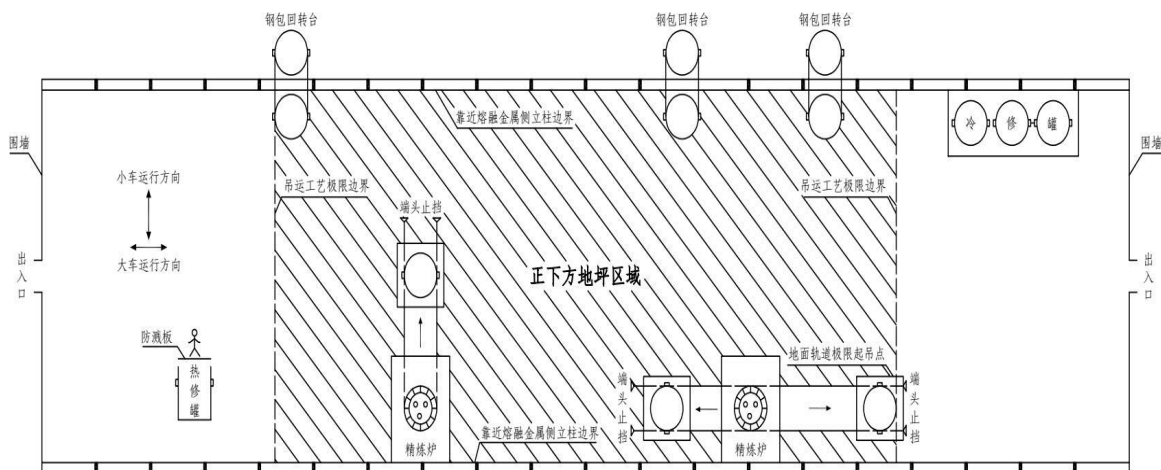 钢包回转台
钢包回转台
钢包回转台
靠近熔融金属侧立柱边界
冷
修
罐
围墙
围墙
小车运行方向
大车运行方向
吊运工艺极限边界
吊运工艺极限边界
端头止挡
出入口
出入口
正下方地坪区域
防溅板
热修罐
地面轨道极限起吊点
端头止挡
端头止挡
靠近熔融金属侧立柱边界
精炼炉
精炼炉